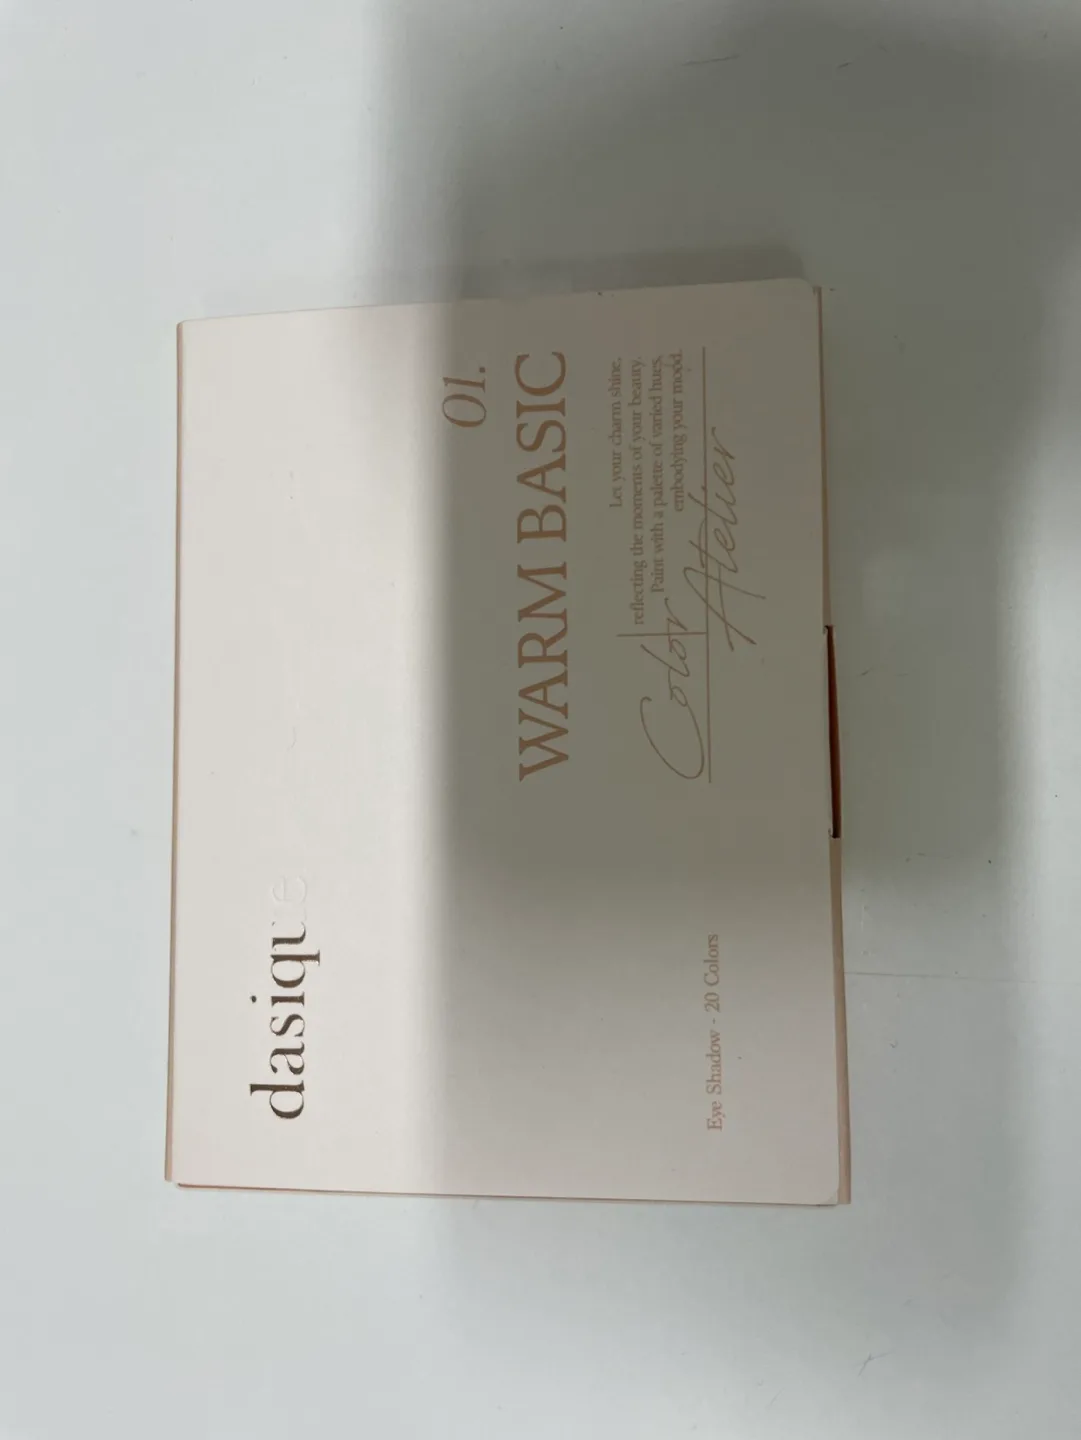 dasique
01.
WARM BASIC
Let your charm shine,
reflecting the moments of your beauty.
Paint with a palette of varied hues,
embodying your mood.
Color Atelier
Eye Shadow - 20 Colors